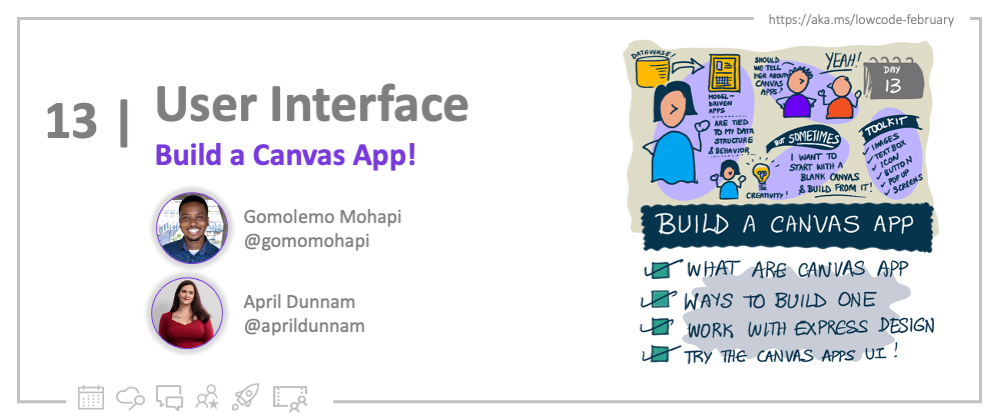 https://aka.ms/lowcode-february
13 |
User Interface
Build a Canvas App!
Gomolemo Mohapi
@gomomohapi
April Dunnam
@aprildunnam
DATAVERSE!
MODEL-
DRIVEN
APPS
ARE TIED
TO MY DATA
STRUCTURE
& BEHAVIOR
SHOULD
WE TELL
HER ABOUT
CANVAS
APPS?
YEAH!
DAY
13
BUT SOMETIMES
I WANT TO
START WITH A
BLANK CANVAS
& BUILD FROM IT!
CREATIVITY!
TOOLKIT
✓ IMAGES
✓ TEXT BOX
✓ ICON
✓ BUTTON
✓ POP UP
✓ SCREENS
BUILD A CANVAS APP
WHAT ARE CANVAS APP
WAYS TO BUILD ONE
WORK WITH EXPRESS DESIGN
TRY THE CANVAS APPS UI!